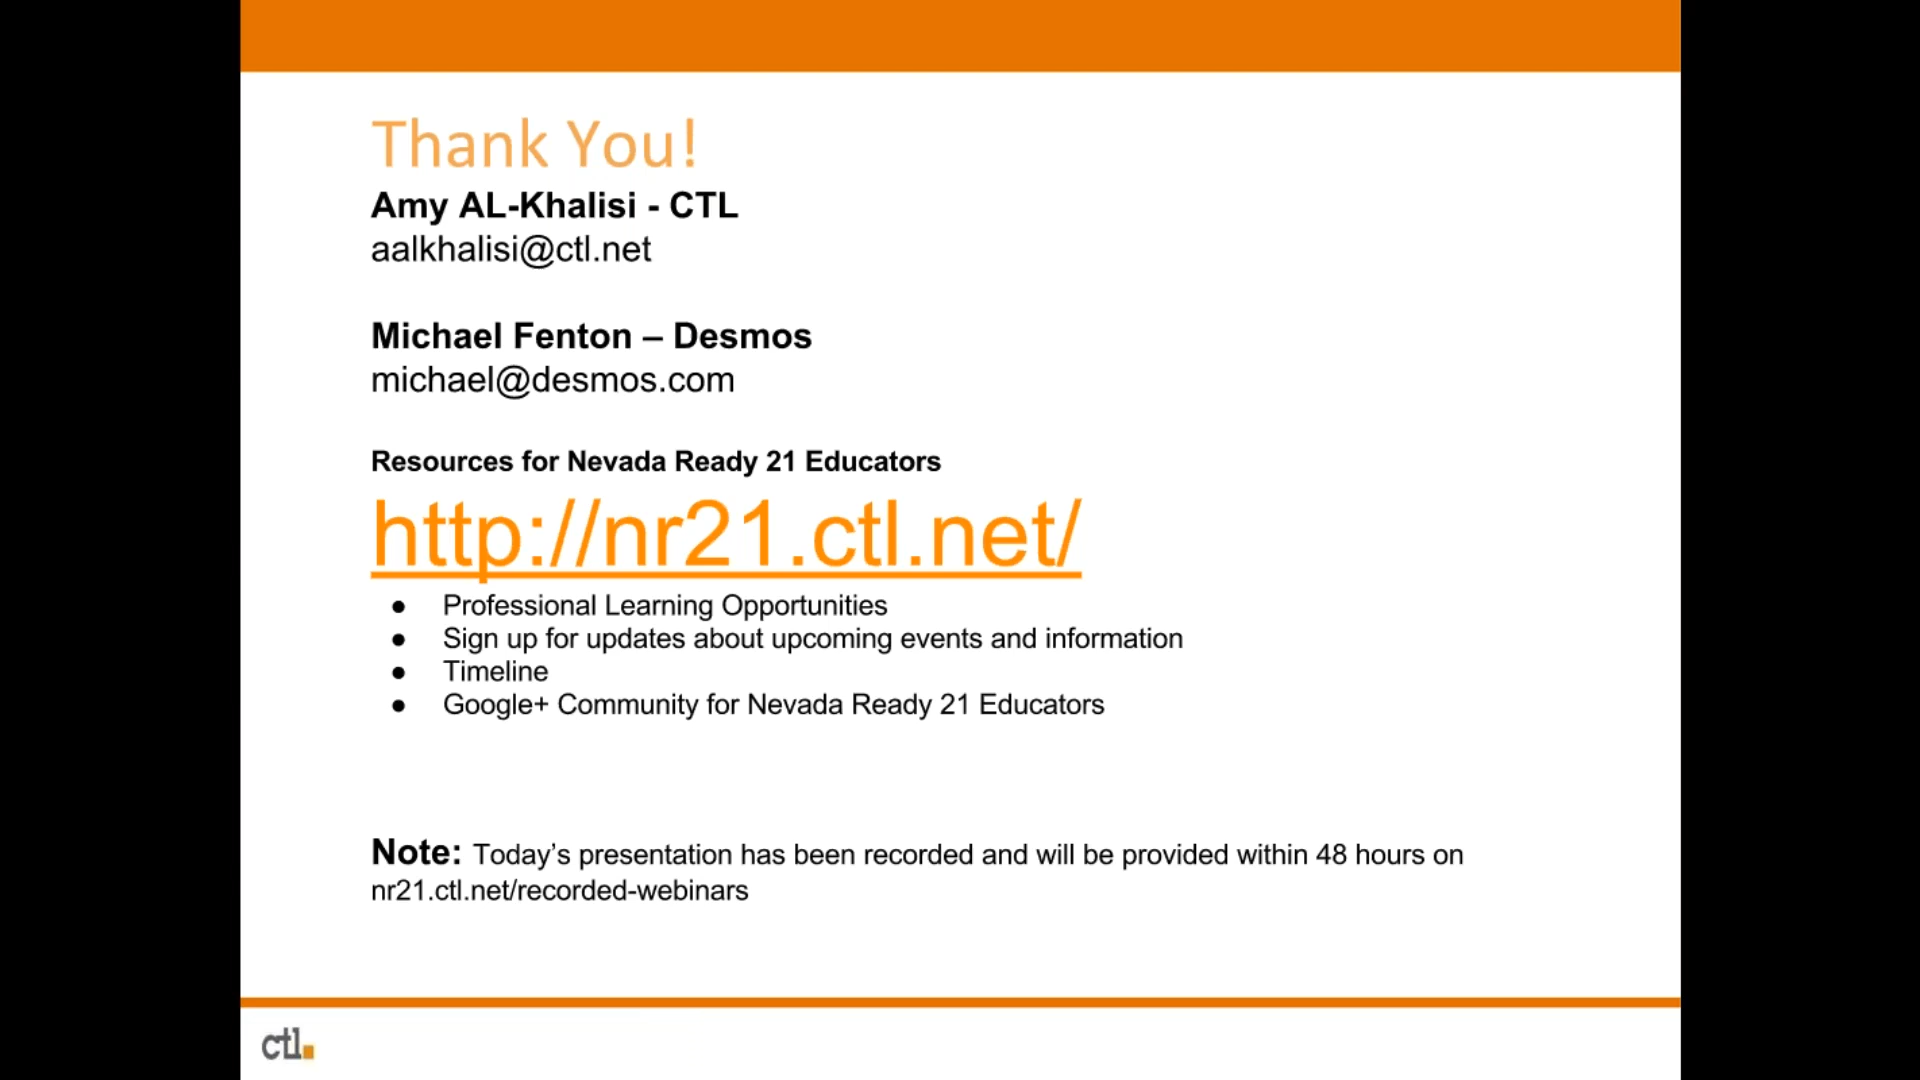 Thank You!
Amy AL-Khalisi - CTL
aalkhalisi@ctl.net
Michael Fenton – Desmos
michael@desmos.com
Resources for Nevada Ready 21 Educators
http://nr21.ctl.net/
● Professional Learning Opportunities
● Sign up for updates about upcoming events and information
● Timeline
● Google+ Community for Nevada Ready 21 Educators
Note: Today’s presentation has been recorded and will be provided within 48 hours on
nr21.ctl.net/recorded-webinars
ctl